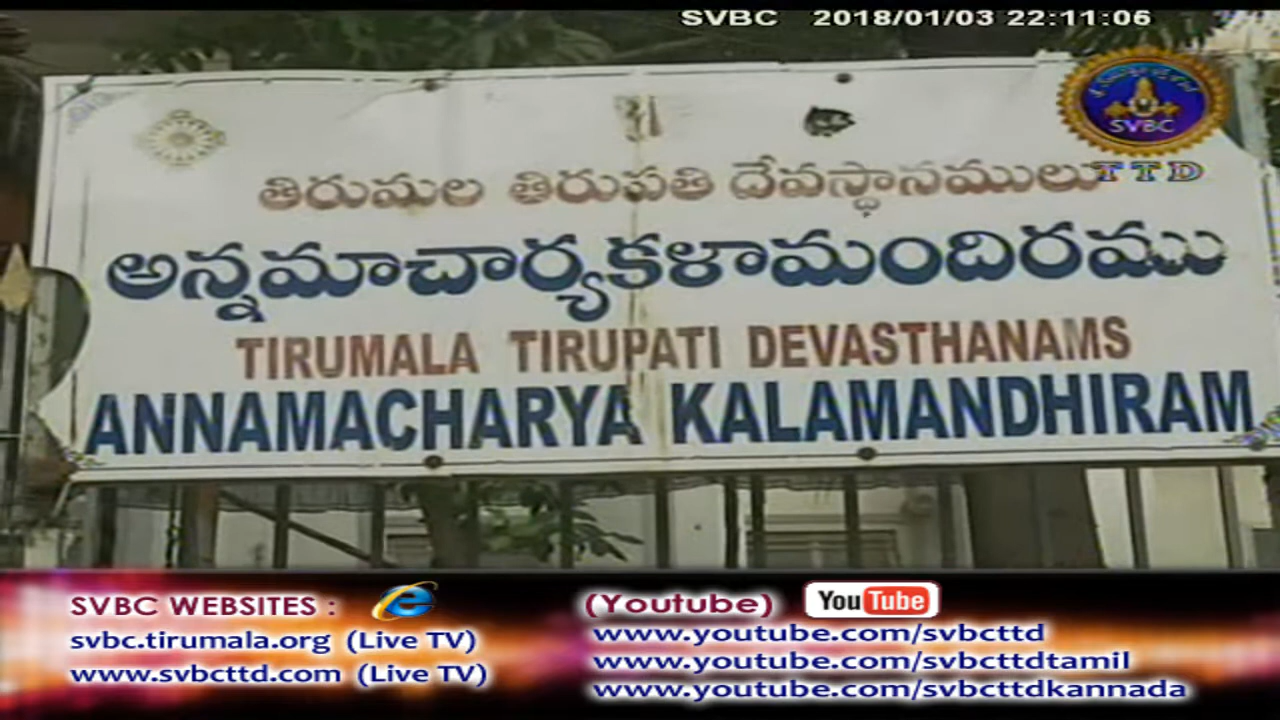 SVBC 2018/01/03 22:11:06
SVBC
TTD
తిరుమల తిరుపతి దేవస్థానములు
అన్నమాచార్యకళామందిరము
TIRUMALA TIRUPATI DEVASTHANAMS
ANNAMACHARYA KALAMANDHIRAM
SVBC WEBSITES :
svbc.tirumala.org (Live TV)
www.svbcttd.com (Live TV)
(Youtube) YouTube
www.youtube.com/svbcttd
www.youtube.com/svbcttdtamil
www.youtube.com/svbcttdkannada